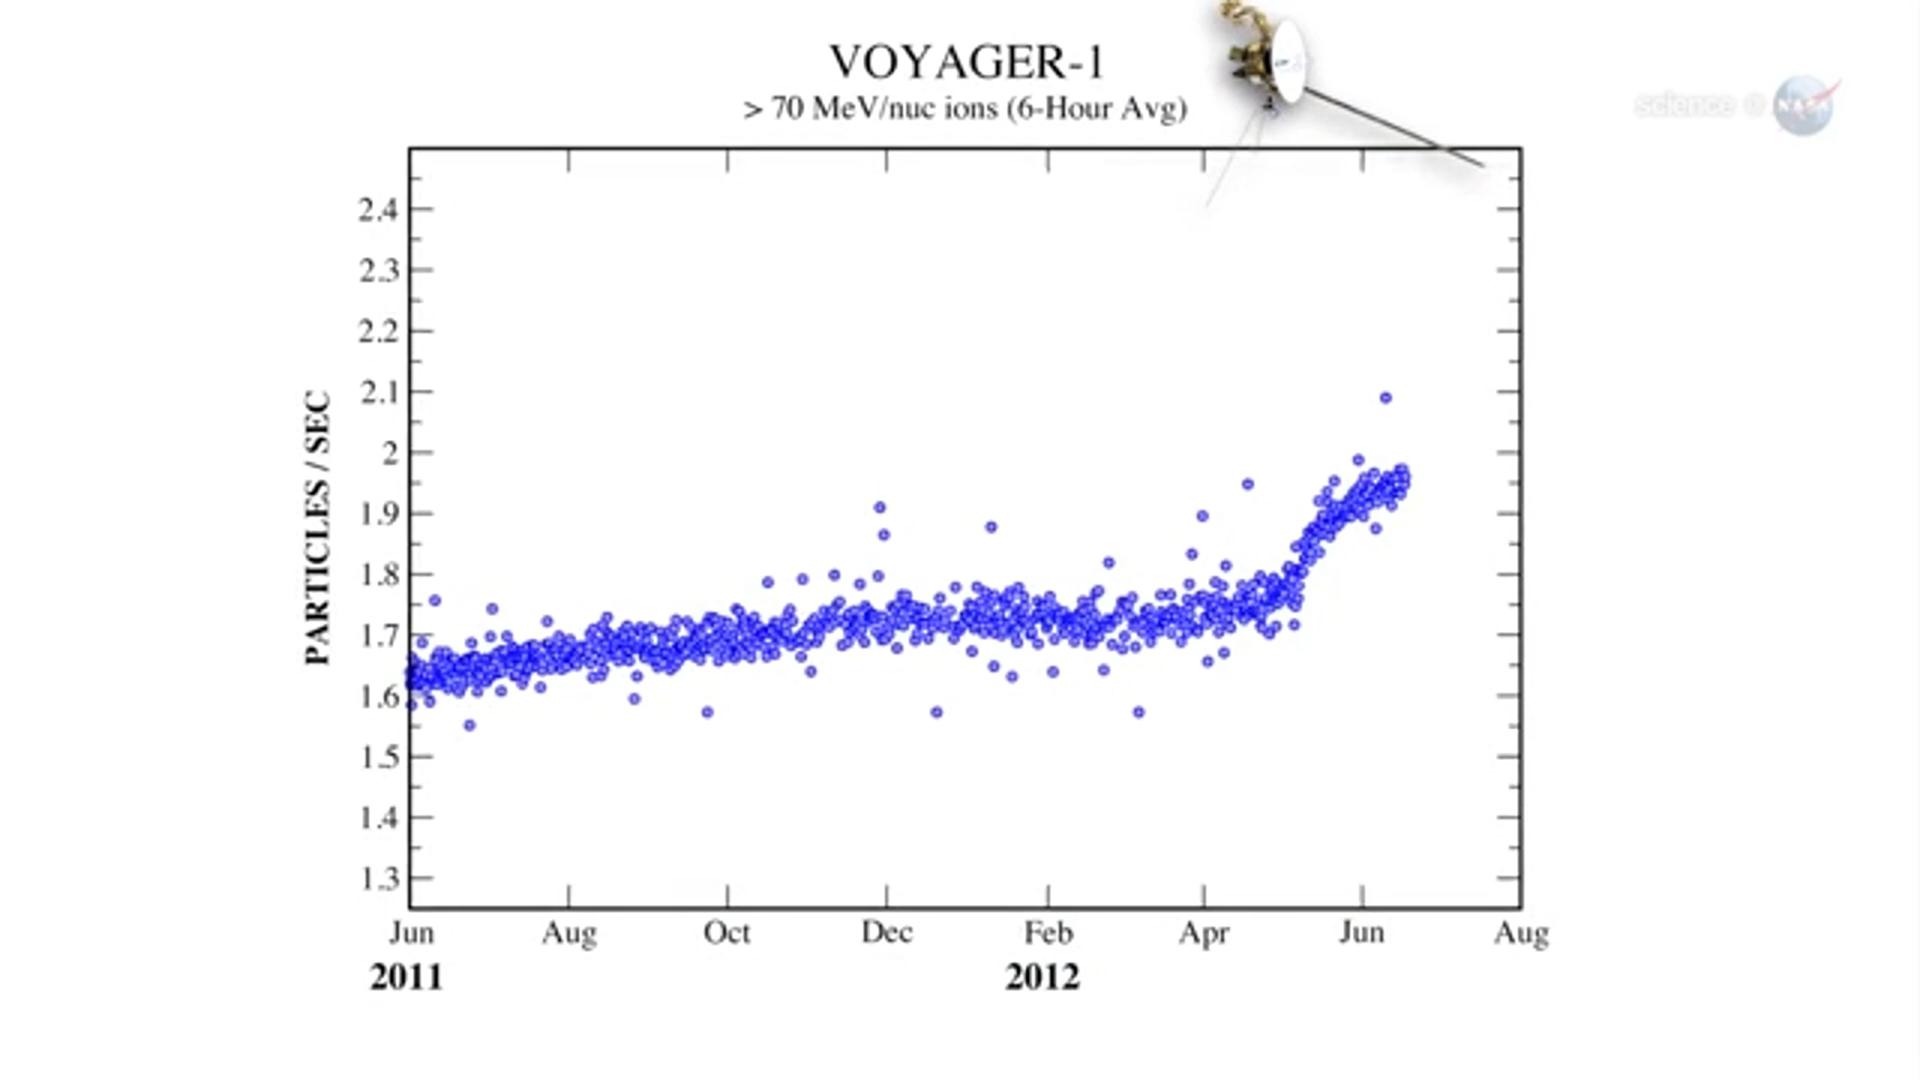 VOYAGER-1
> 70 MeV/nuc ions (6-Hour Avg)
science @ NASA
PARTICLES / SEC
2.4
2.3
2.2
2.1
2
1.9
1.8
1.7
1.6
1.5
1.4
1.3
Jun Aug Oct Dec Feb Apr Jun Aug
2011 2012